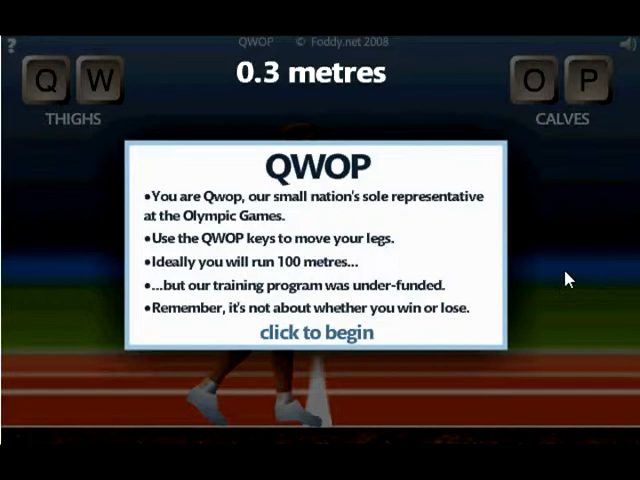 QWOP © Foddy.net 2008
?
0.3 metres
Q W
O P
THIGHS
CALVES
QWOP
•You are Qwop, our small nation's sole representative
at the Olympic Games.
•Use the QWOP keys to move your legs.
•Ideally you will run 100 metres...
•...but our training program was under-funded.
•Remember, it's not about whether you win or lose.
click to begin